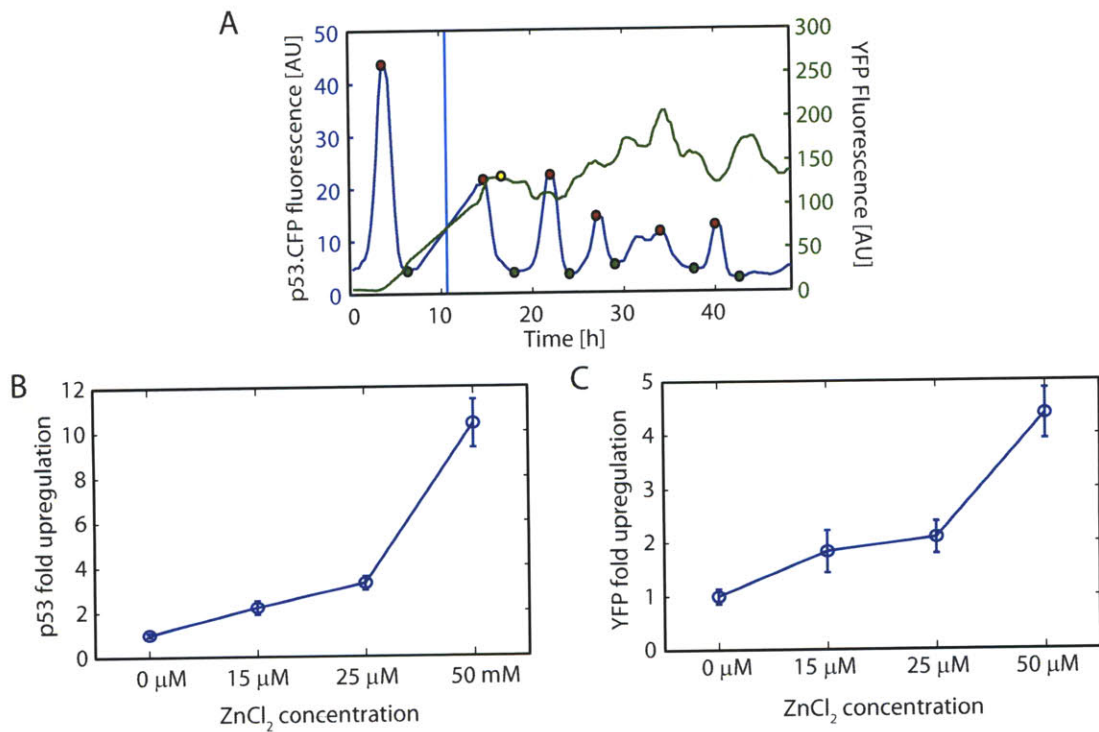 A
50
40
30
20
10
0
p53.CFP fluorescence [AU]
300
250
200
150
100
50
0
YFP Fluorescence [AU]
0 10 20 30 40
Time [h]
B
12
10
8
6
4
2
0
p53 fold upregulation
0 μM 15 μM 25 μM 50 mM
ZnCl₂ concentration
C
5
4
3
2
1
0
YFP fold upregulation
0 μM 15 μM 25 μM 50 μM
ZnCl₂ concentration